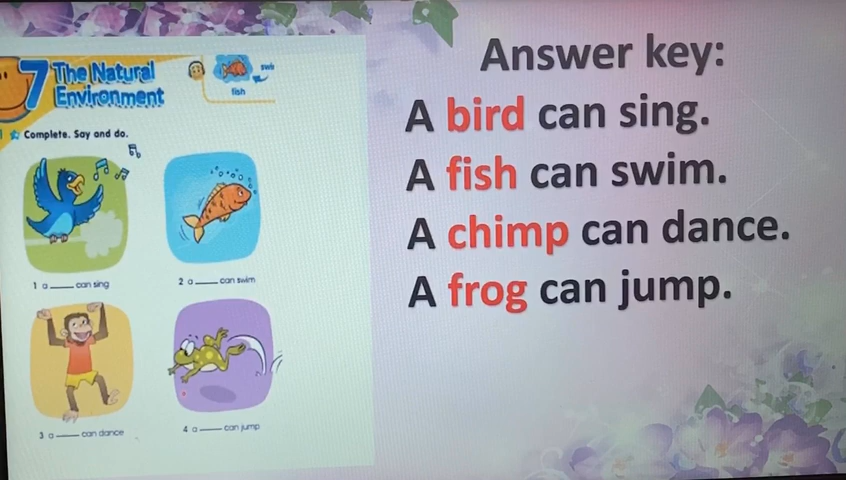 7 The Natural
Environment
swim
fish
Complete. Say and do.
1 a ____ can sing
2 a ____ can swim
3 a ____ can dance
4 a ____ can jump
Answer key:
A bird can sing.
A fish can swim.
A chimp can dance.
A frog can jump.